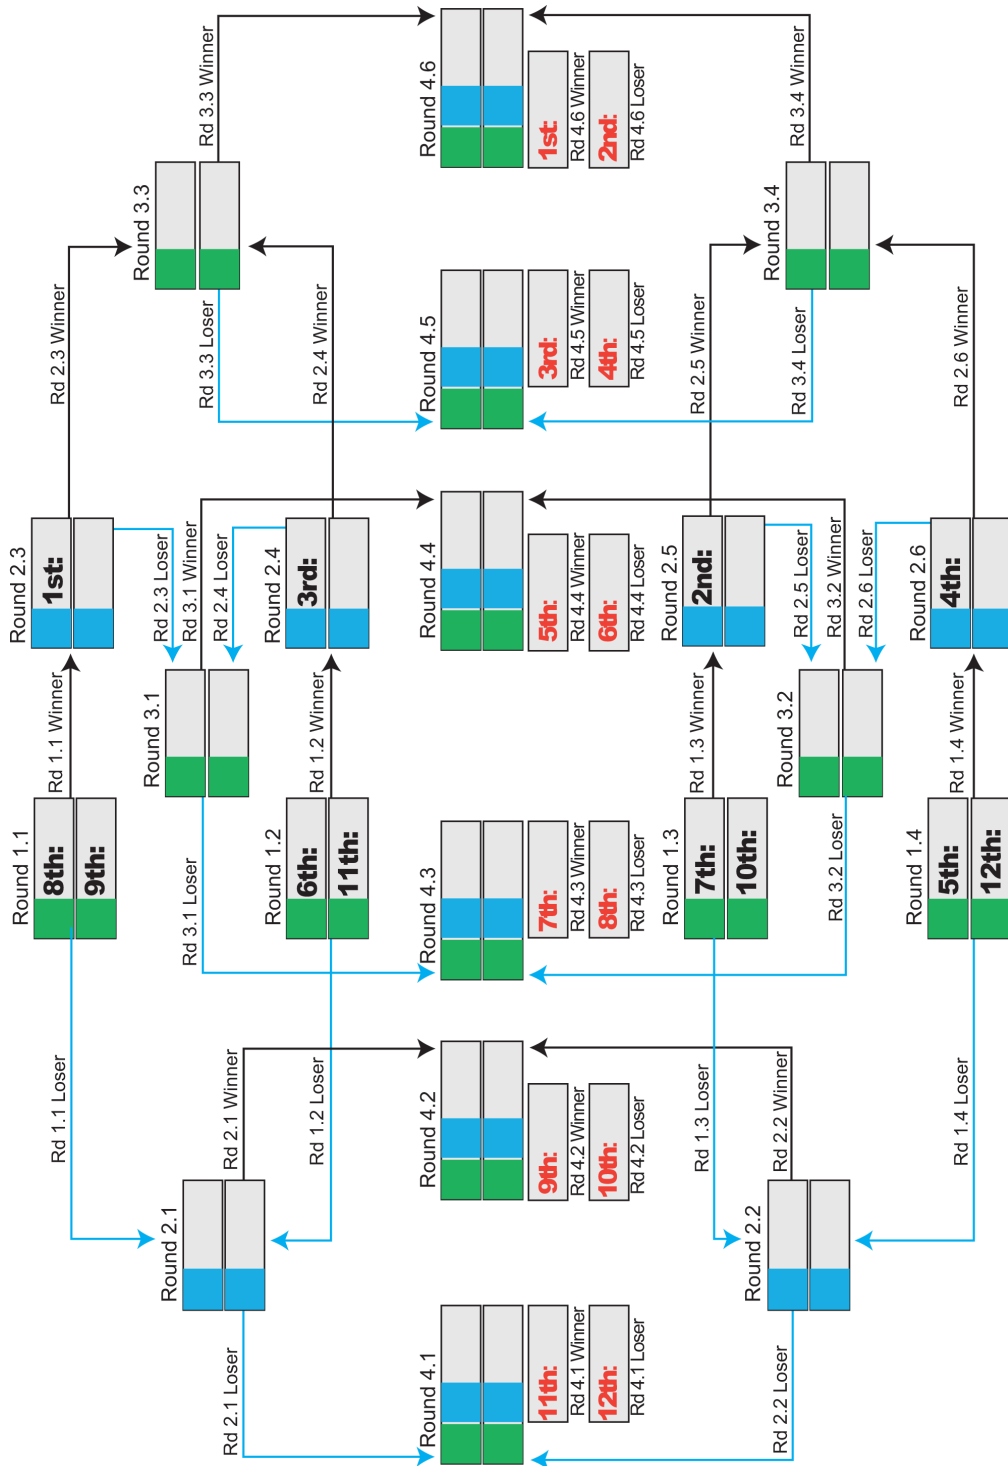 Round 1.1
8th:
9th:
Rd 1.1 Winner
Rd 1.1 Loser
Round 1.2
6th:
11th:
Rd 1.2 Winner
Rd 1.2 Loser
Round 1.3
7th:
10th:
Rd 1.3 Winner
Rd 1.3 Loser
Round 1.4
5th:
12th:
Rd 1.4 Winner
Rd 1.4 Loser
Round 2.1
Rd 2.1 Winner
Rd 2.1 Loser
Round 2.2
Rd 2.2 Winner
Rd 2.2 Loser
Round 2.3
1st:
Rd 2.3 Winner
Rd 2.3 Loser
Round 2.4
3rd:
Rd 2.4 Winner
Rd 2.4 Loser
Round 2.5
2nd:
Rd 2.5 Winner
Rd 2.5 Loser
Round 2.6
4th:
Rd 2.6 Winner
Rd 2.6 Loser
Round 3.1
Rd 3.1 Winner
Rd 3.1 Loser
Round 3.2
Rd 3.2 Winner
Rd 3.2 Loser
Round 3.3
Rd 3.3 Winner
Rd 3.3 Loser
Round 3.4
Rd 3.4 Winner
Rd 3.4 Loser
Round 4.1
11th:
Rd 4.1 Winner
12th:
Rd 4.1 Loser
Round 4.2
9th:
Rd 4.2 Winner
10th:
Rd 4.2 Loser
Round 4.3
7th:
Rd 4.3 Winner
8th:
Rd 4.3 Loser
Round 4.4
5th:
Rd 4.4 Winner
6th:
Rd 4.4 Loser
Round 4.5
3rd:
Rd 4.5 Winner
4th:
Rd 4.5 Loser
Round 4.6
1st:
Rd 4.6 Winner
2nd:
Rd 4.6 Loser